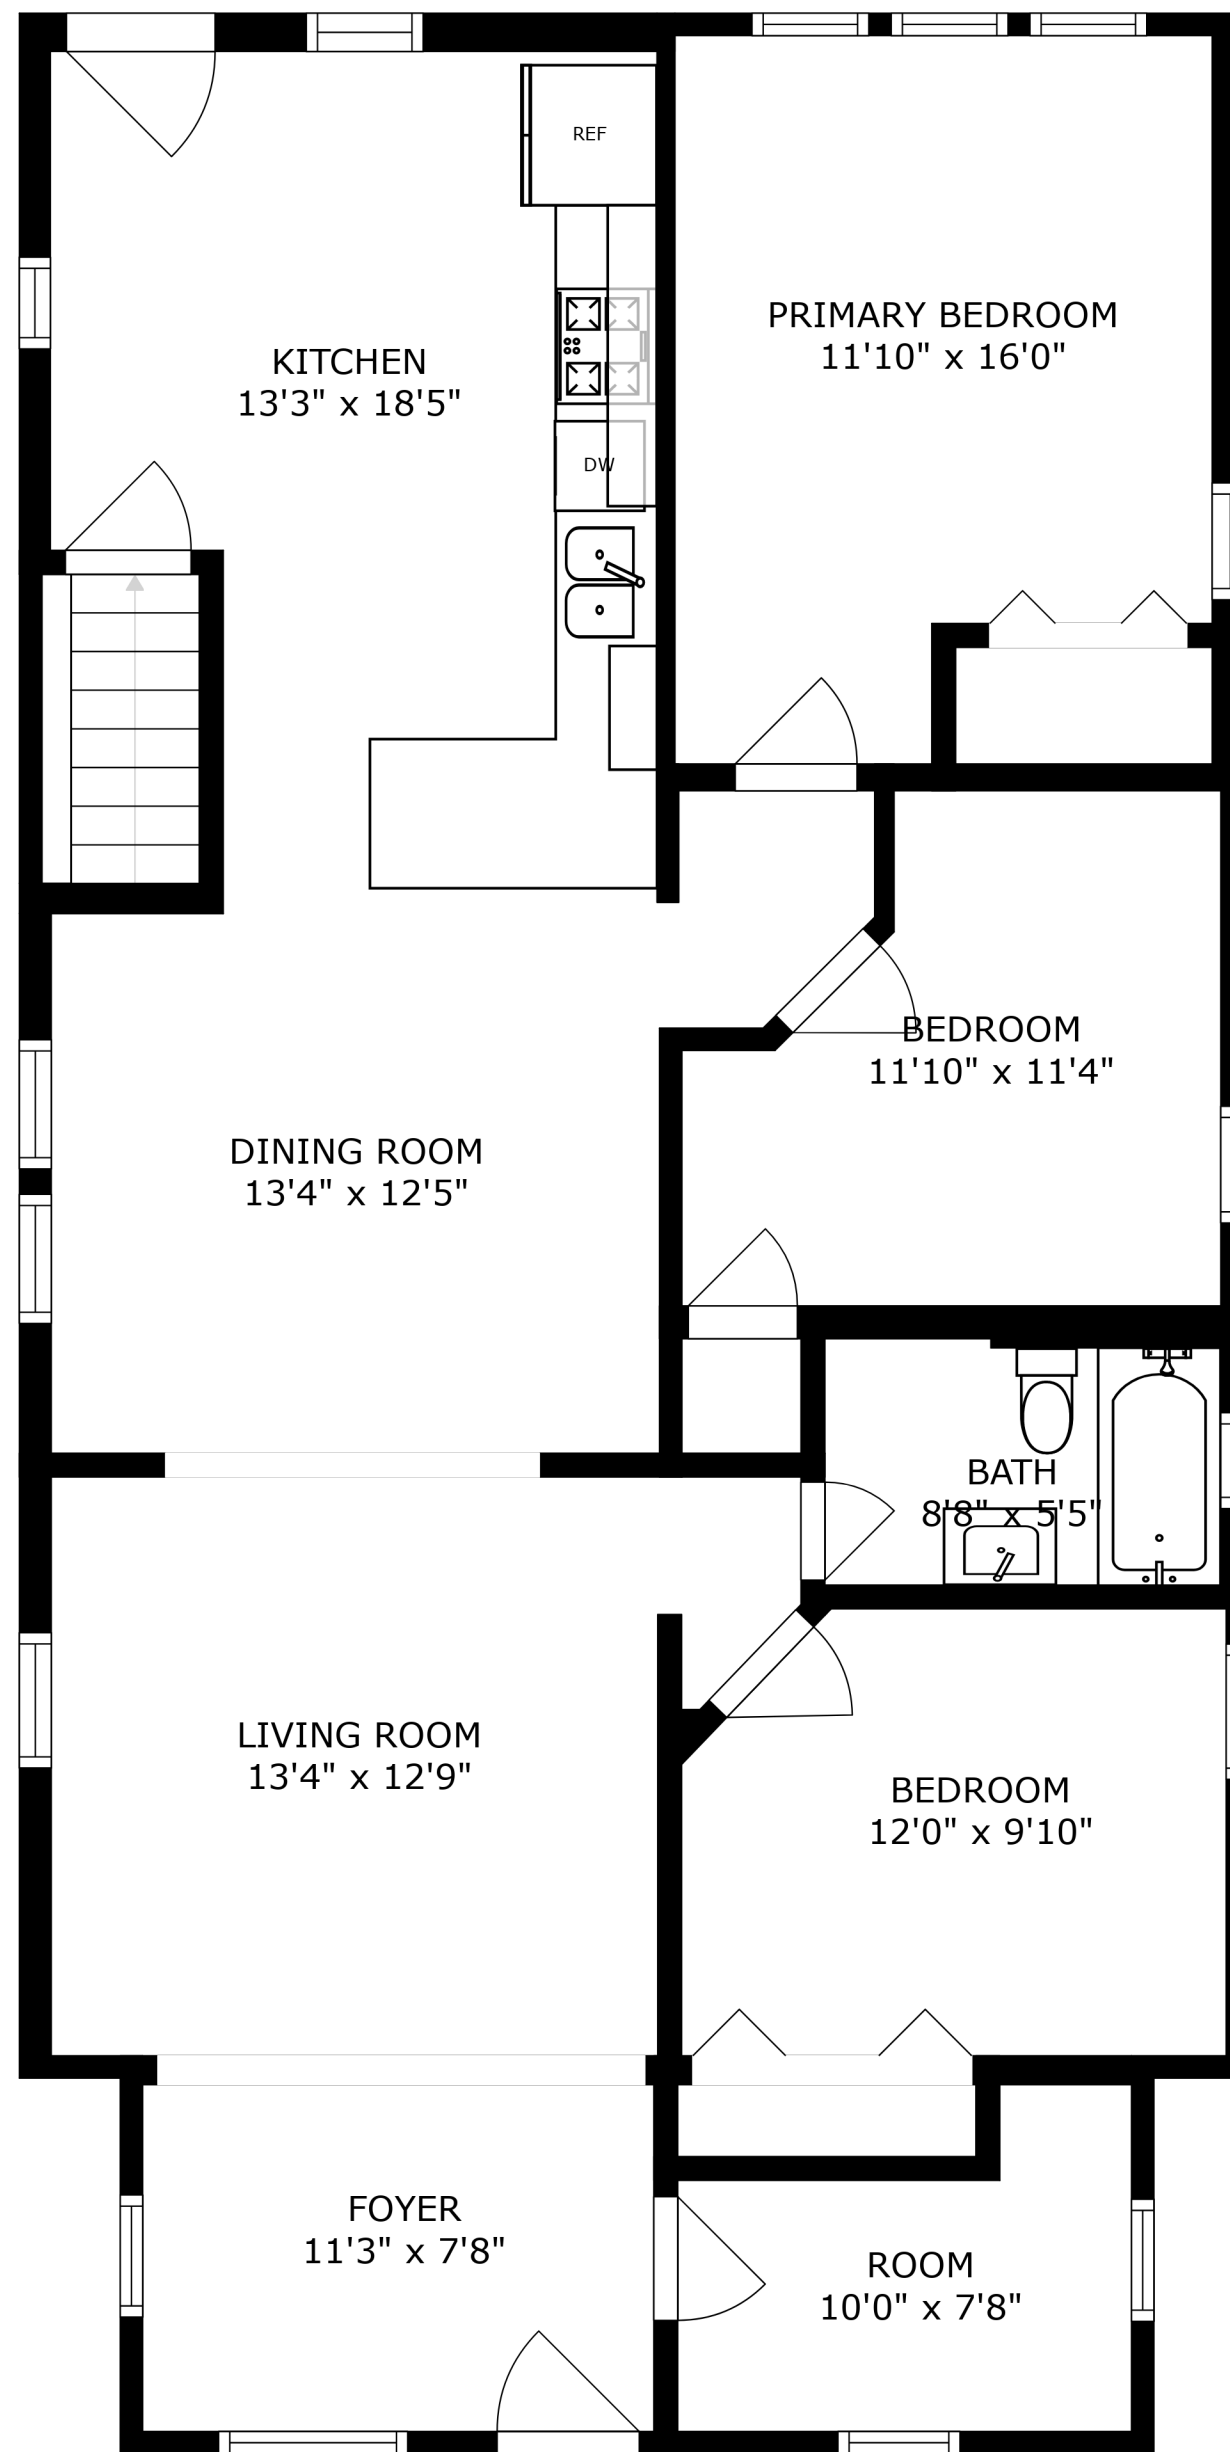 REF
PRIMARY BEDROOM
11'10" x 16'0"
KITCHEN
13'3" x 18'5"
DW
BEDROOM
11'10" x 11'4"
DINING ROOM
13'4" x 12'5"
BATH
8'8" x 5'5"
LIVING ROOM
13'4" x 12'9"
BEDROOM
12'0" x 9'10"
FOYER
11'3" x 7'8"
ROOM
10'0" x 7'8"